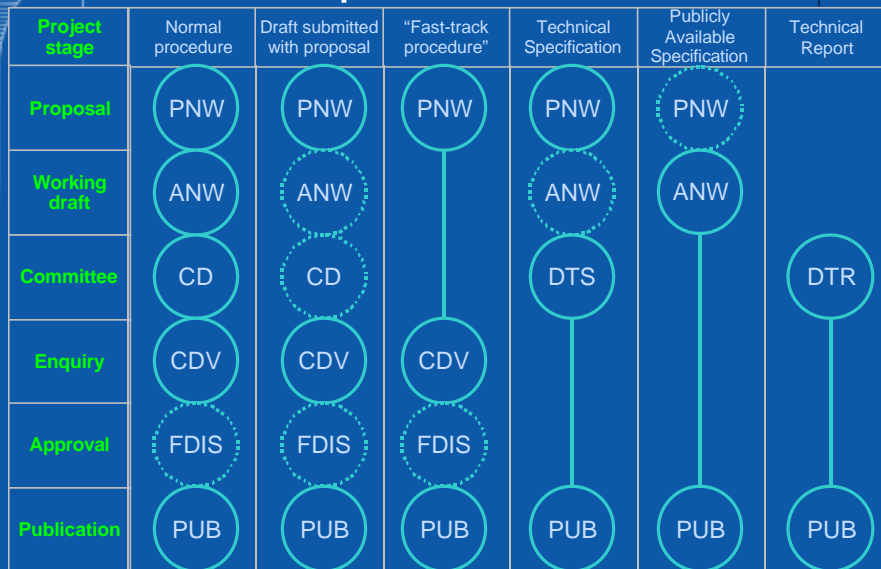 Project stage
Normal procedure
Draft submitted with proposal
“Fast-track procedure”
Technical Specification
Publicly Available Specification
Technical Report
Proposal
PNW
PNW
PNW
PNW
PNW
Working draft
ANW
ANW
ANW
ANW
Committee
CD
CD
DTS
DTR
Enquiry
CDV
CDV
CDV
Approval
FDIS
FDIS
FDIS
Publication
PUB
PUB
PUB
PUB
PUB
PUB